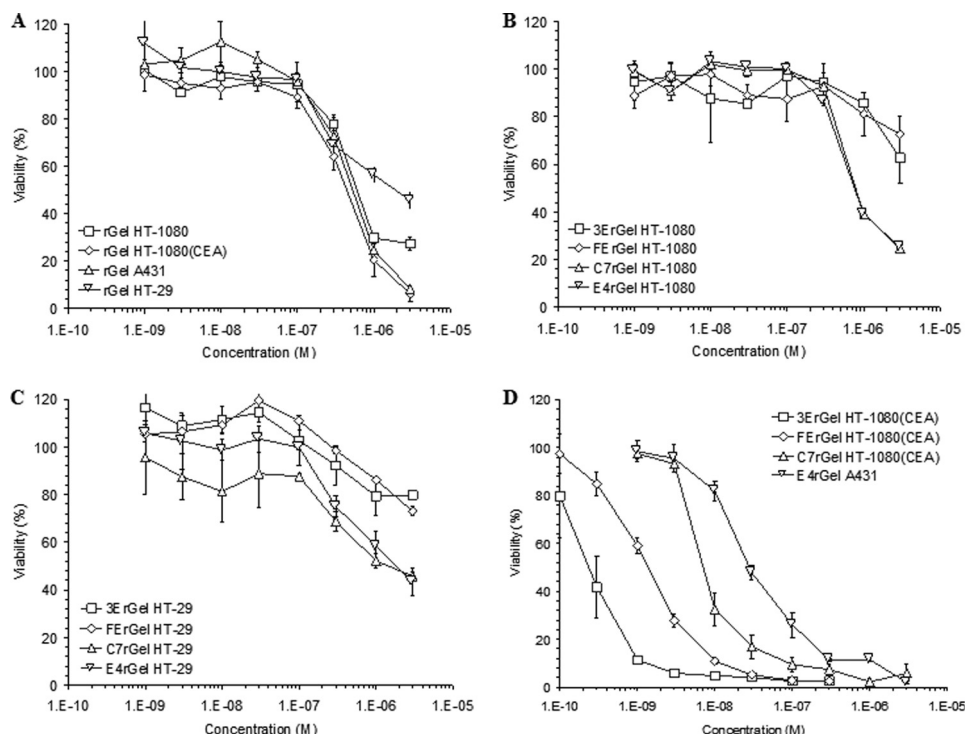 A
120
100
80
60
40
20
0
Viability (%)
rGel HT-1080
rGel HT-1080(CEA)
rGel A431
rGel HT-29
1.E-10 1.E-09 1.E-08 1.E-07 1.E-06 1.E-05
Concentration (M)
B
120
100
80
60
40
20
0
Viability (%)
3ErGel HT-1080
FErGel HT-1080
C7rGel HT-1080
E4rGel HT-1080
1.E-10 1.E-09 1.E-08 1.E-07 1.E-06 1.E-05
Concentration (M)
C
120
100
80
60
40
20
0
Viability (%)
3ErGel HT-29
FErGel HT-29
C7rGel HT-29
E4rGel HT-29
1.E-10 1.E-09 1.E-08 1.E-07 1.E-06 1.E-05
Concentration (M)
D
120
100
80
60
40
20
0
Viability (%)
3ErGel HT-1080(CEA)
FErGel HT-1080(CEA)
C7rGel HT-1080(CEA)
E4rGel A431
1.E-10 1.E-09 1.E-08 1.E-07 1.E-06 1.E-05
Concentration (M)